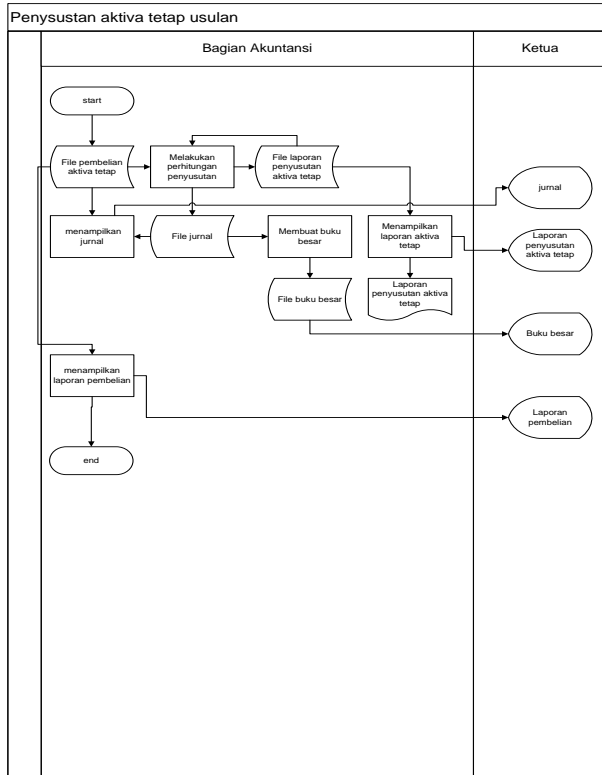 Penysustan aktiva tetap usulan
Bagian Akuntansi
Ketua
start
File pembelian
aktiva tetap
Melakukan
perhitungan
penyusutan
File laporan
penyusutan
aktiva tetap
jurnal
menampilkan
jurnal
File jurnal
Membuat buku
besar
Menampilkan
laporan aktiva
tetap
Laporan
penyusutan
aktiva tetap
File buku besar
Laporan
penyusutan aktiva
tetap
Buku besar
menampilkan
laporan pembelian
Laporan
pembelian
end